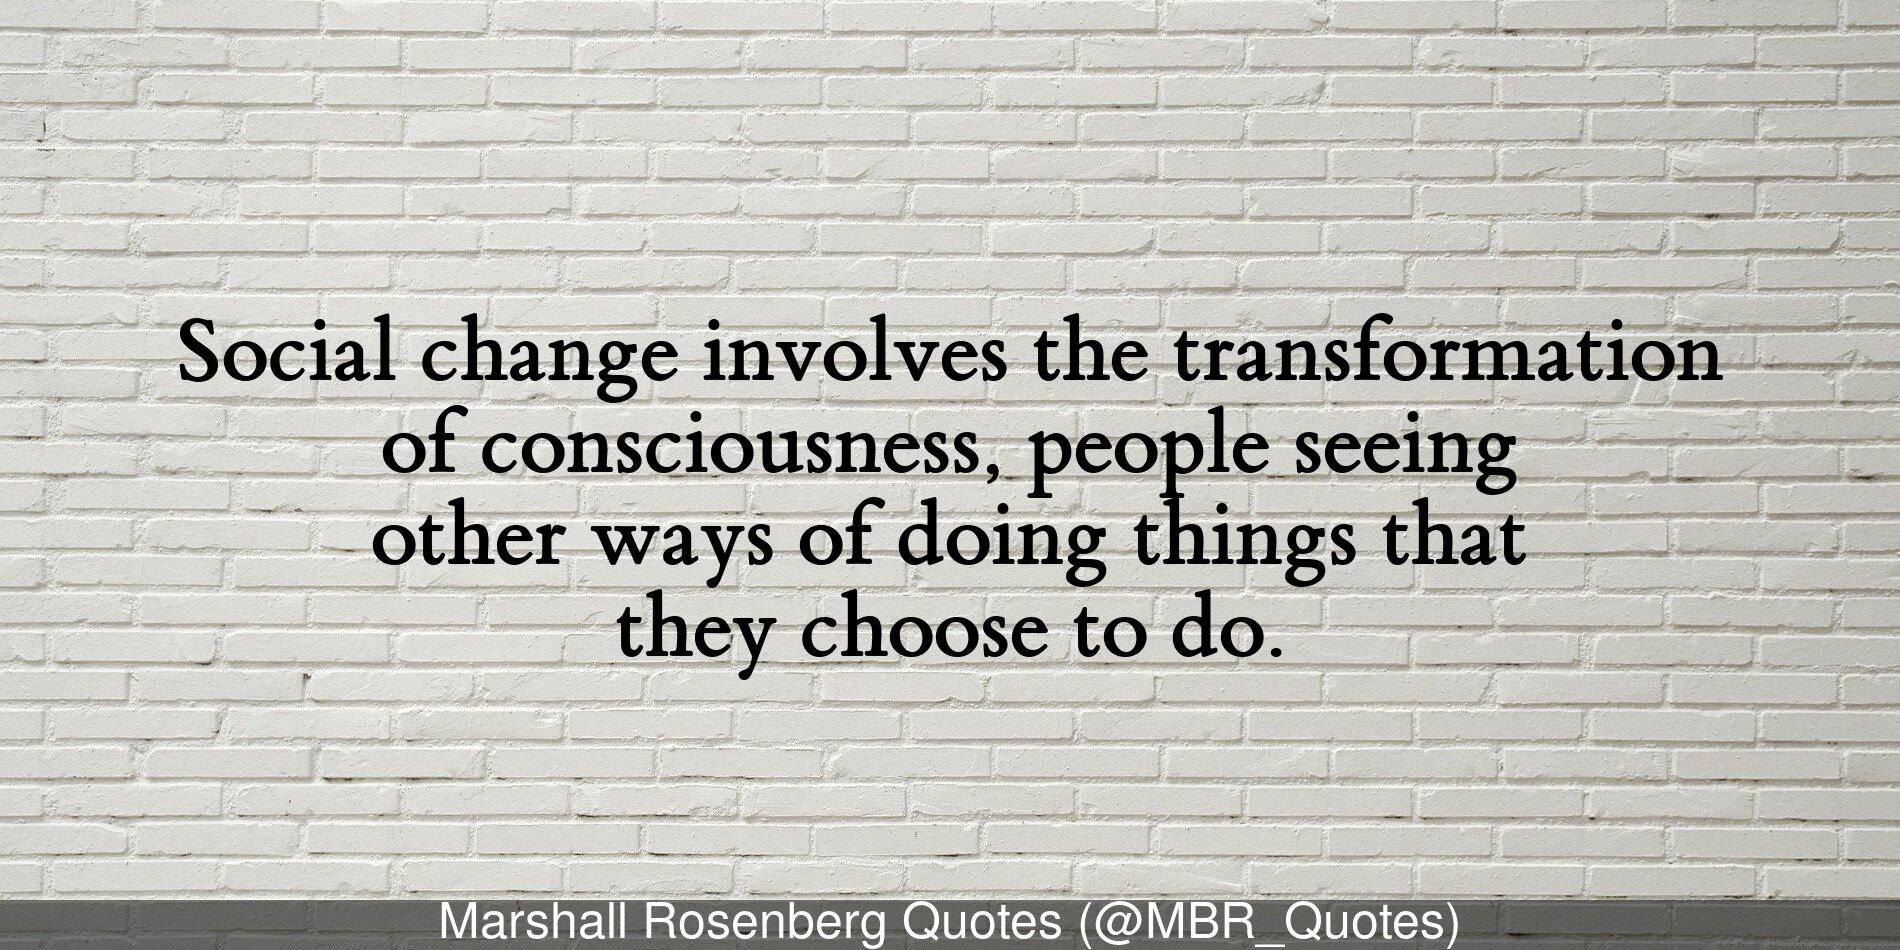 Social change involves the transformation
of consciousness, people seeing
other ways of doing things that
they choose to do.
Marshall Rosenberg Quotes (@MBR_Quotes)